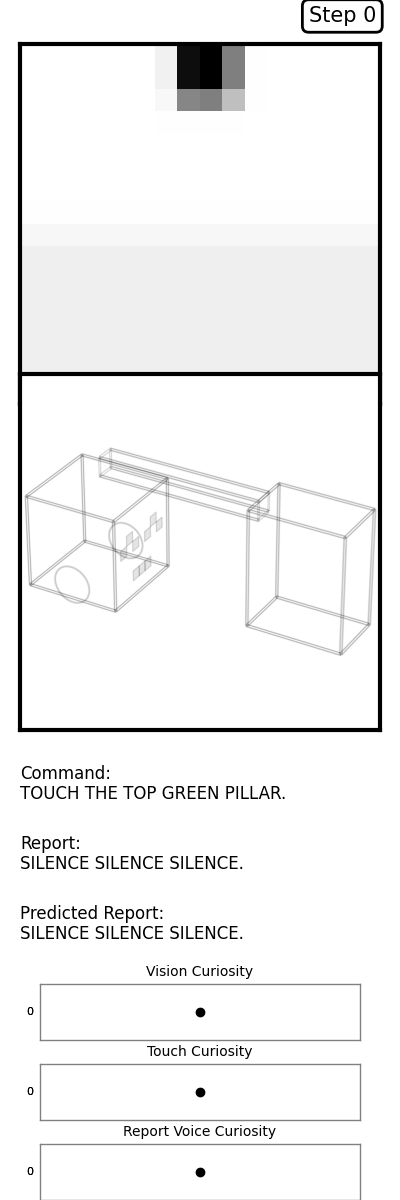 Step 0
Command:
TOUCH THE TOP GREEN PILLAR.
Report:
SILENCE SILENCE SILENCE.
Predicted Report:
SILENCE SILENCE SILENCE.
Vision Curiosity
0
Touch Curiosity
0
Report Voice Curiosity
0